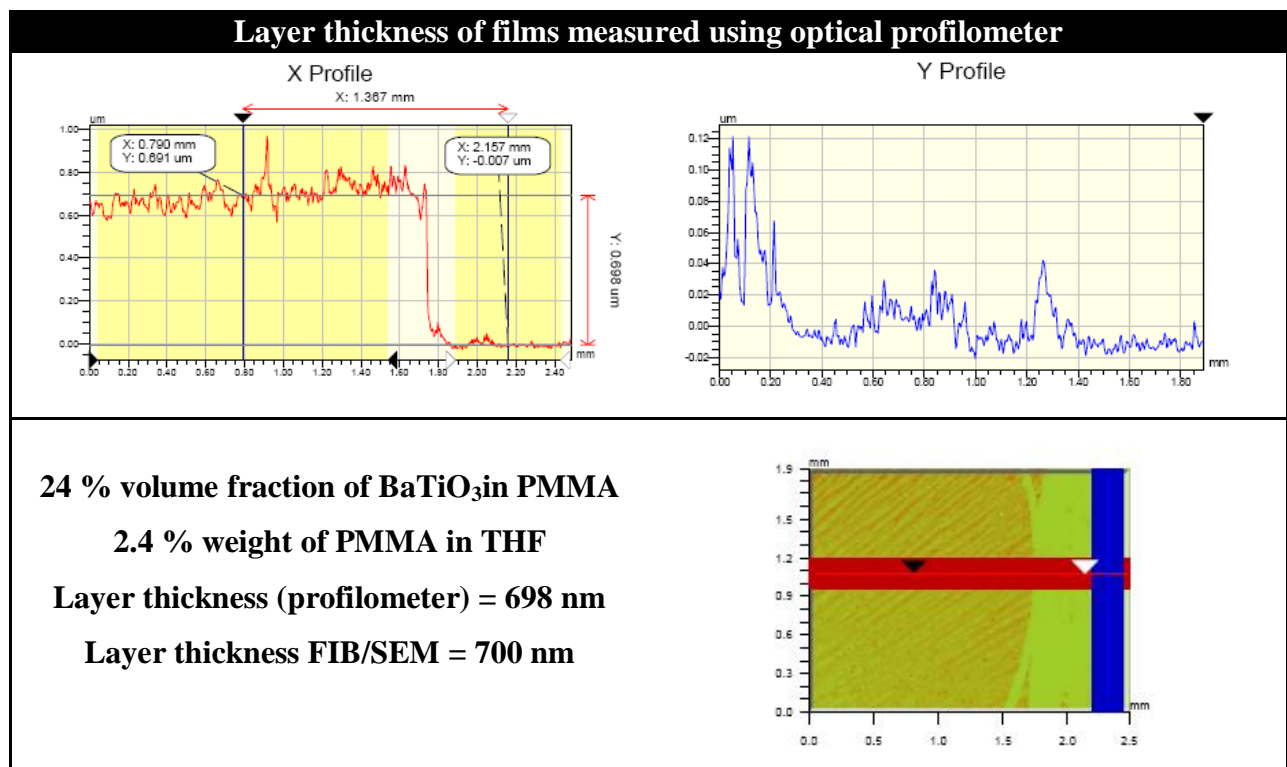 Layer thickness of films measured using optical profilometer
X Profile
X: 1.367 mm
um
1.00
0.80
0.60
0.40
0.20
0.00
X: 0.790 mm
Y: 0.691 um
X: 2.157 mm
Y: -0.007 um
Y: 0.698 um
mm
0.00 0.20 0.40 0.60 0.80 1.00 1.20 1.40 1.60 1.80 2.00 2.20 2.40
Y Profile
um
0.12
0.08
0.06
0.04
0.02
0.00
-0.02
mm
0.00 0.20 0.40 0.60 0.80 1.00 1.20 1.40 1.60 1.80
24 % volume fraction of BaTiO₃in PMMA
2.4 % weight of PMMA in THF
Layer thickness (profilometer) = 698 nm
Layer thickness FIB/SEM = 700 nm
mm
1.9
1.5
1.2
0.9
0.6
0.3
0.0
mm
0.0 0.5 1.0 1.5 2.0 2.5